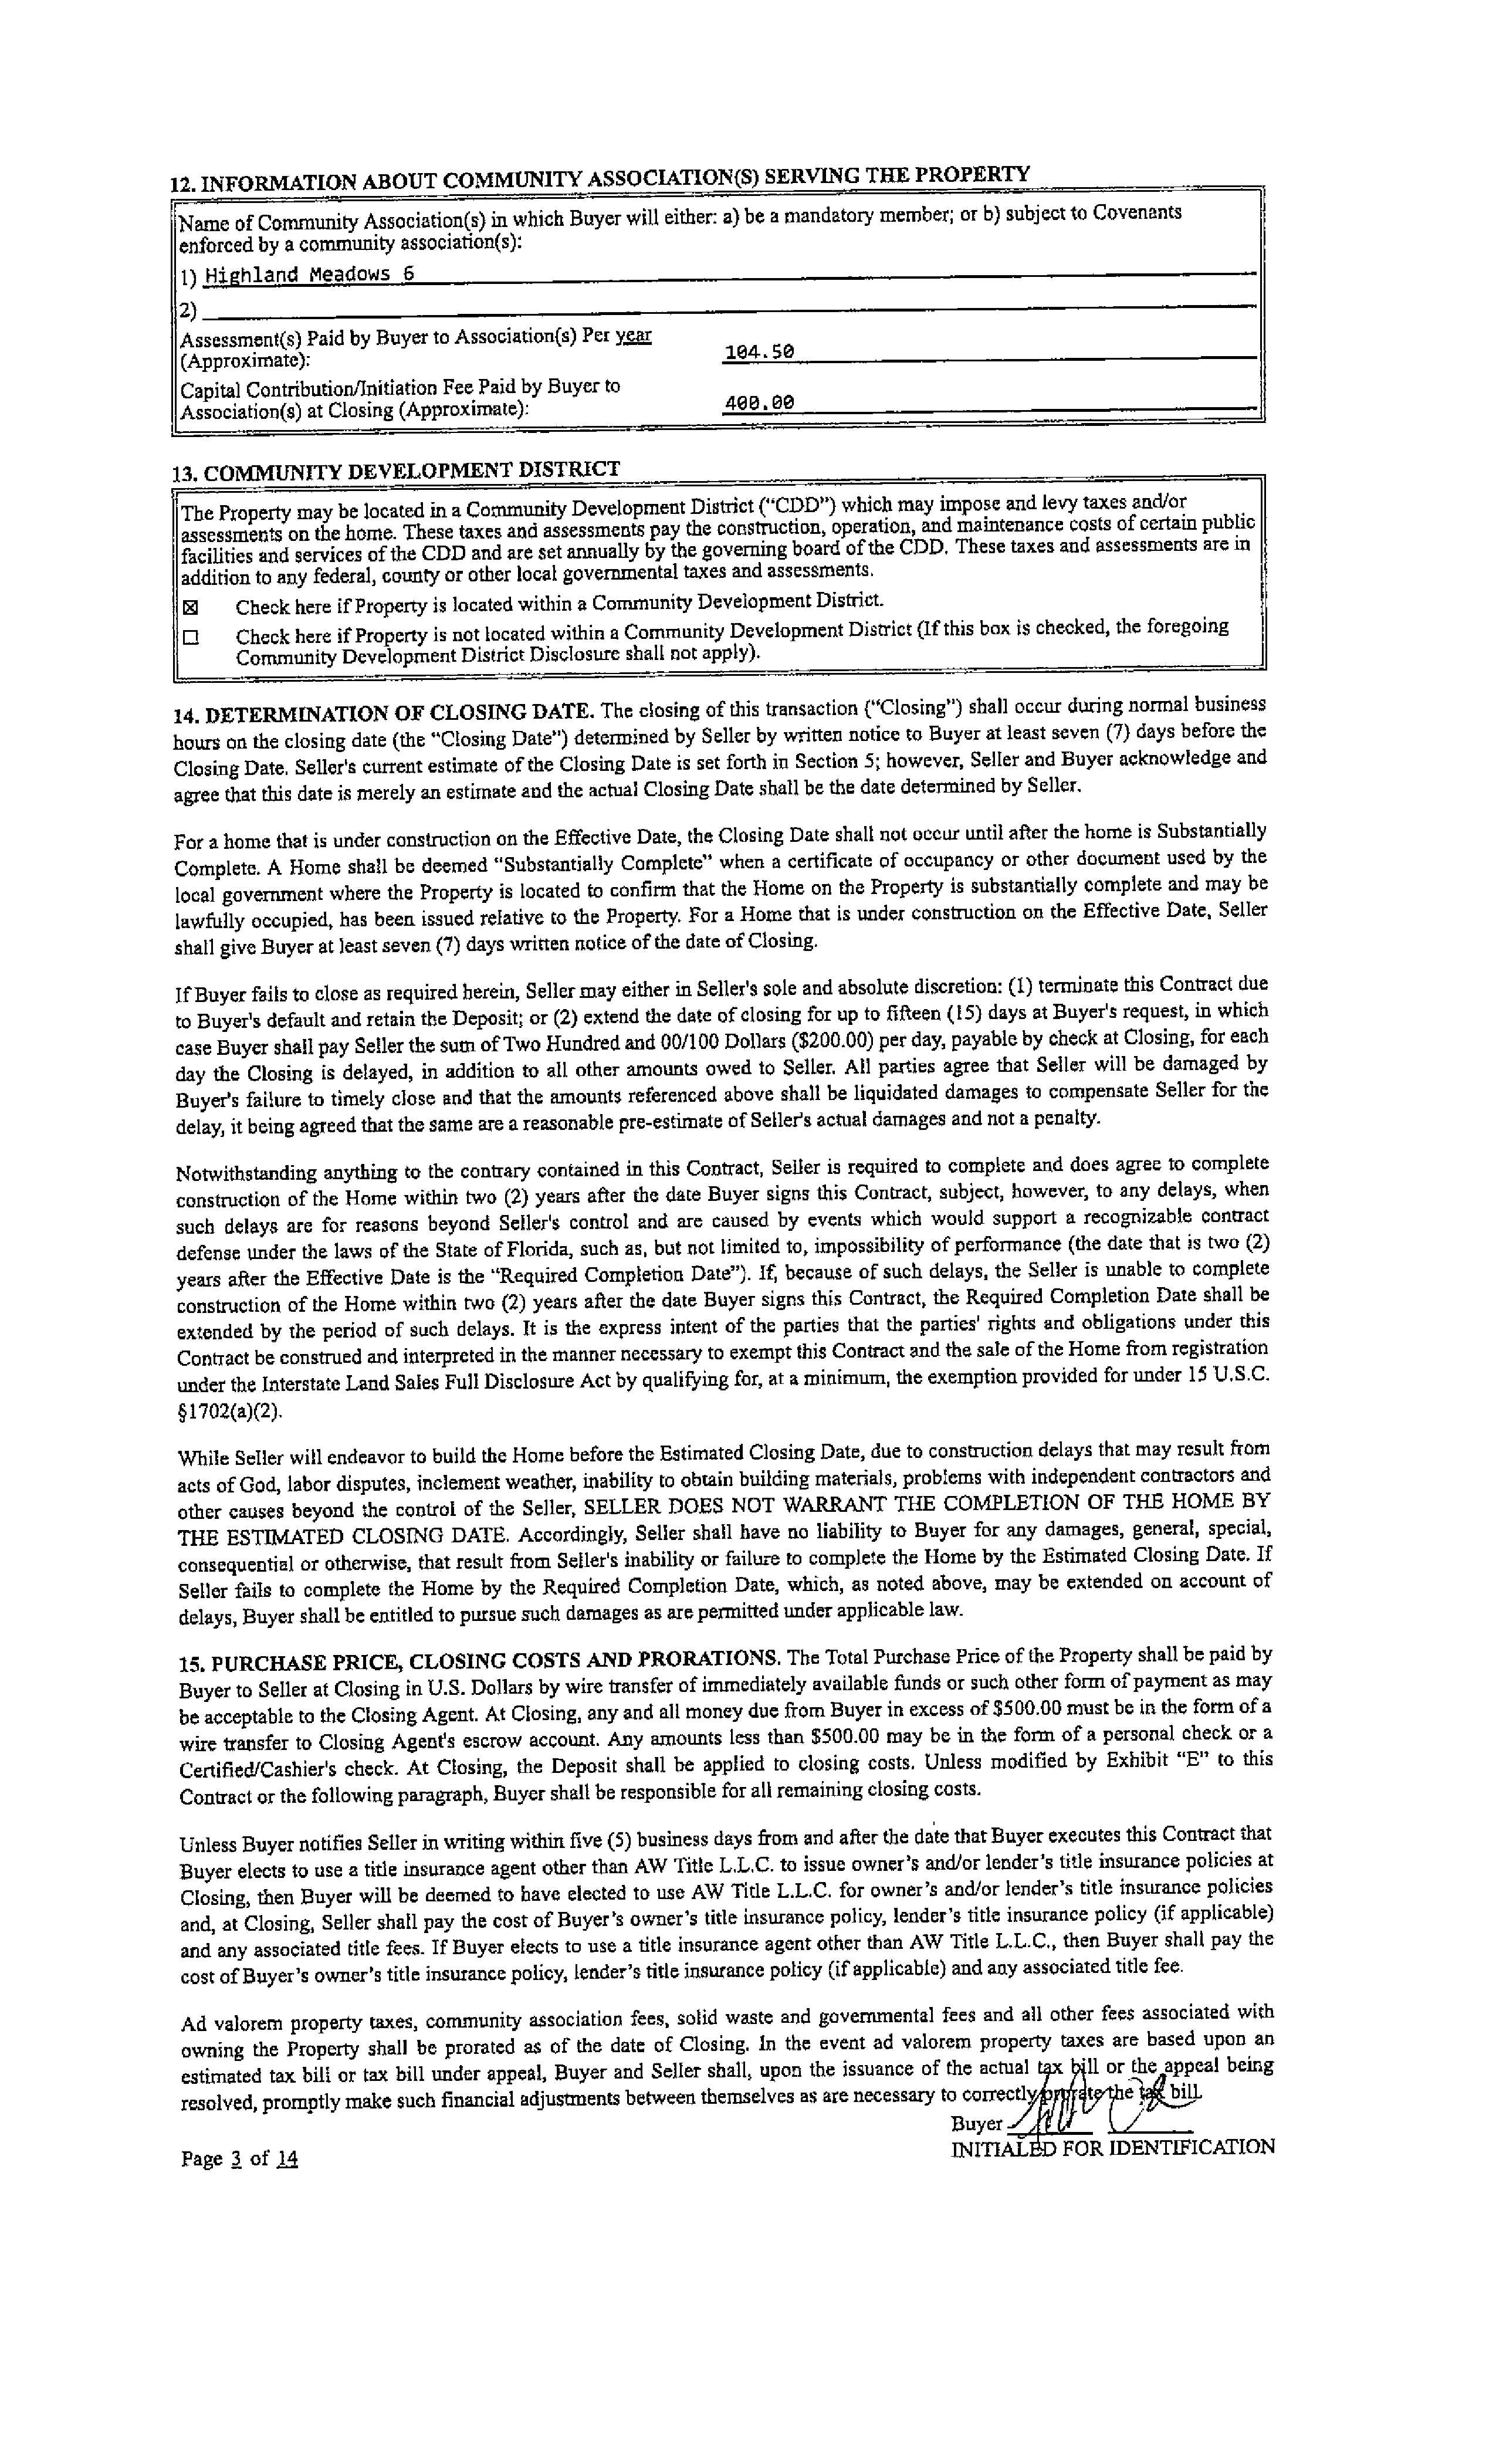 12. INFORMATION ABOUT COMMUNITY ASSOCIATION(S) SERVING THE PROPERTY
Name of Community Association(s) in which Buyer will either: a) be a mandatory member; or b) subject to Covenants
enforced by a community association(s):
1) Highland Meadows 6
2)
Assessment(s) Paid by Buyer to Association(s) Per year
(Approximate):
104.50
Capital Contribution/Initiation Fee Paid by Buyer to
Association(s) at Closing (Approximate):
400.00
13. COMMUNITY DEVELOPMENT DISTRICT
The Property may be located in a Community Development District (“CDD”) which may impose and levy taxes and/or
assessments on the home. These taxes and assessments pay the construction, operation, and maintenance costs of certain public
facilities and services of the CDD and are set annually by the governing board of the CDD. These taxes and assessments are in
addition to any federal, county or other local governmental taxes and assessments.
☒ Check here if Property is located within a Community Development District.
☐ Check here if Property is not located within a Community Development District (If this box is checked, the foregoing
Community Development District Disclosure shall not apply).
14. DETERMINATION OF CLOSING DATE. The closing of this transaction (“Closing”) shall occur during normal business
hours on the closing date (the “Closing Date”) determined by Seller by written notice to Buyer at least seven (7) days before the
Closing Date. Seller's current estimate of the Closing Date is set forth in Section 5; however, Seller and Buyer acknowledge and
agree that this date is merely an estimate and the actual Closing Date shall be the date determined by Seller.
For a home that is under construction on the Effective Date, the Closing Date shall not occur until after the home is Substantially
Complete. A Home shall be deemed “Substantially Complete” when a certificate of occupancy or other document used by the
local government where the Property is located to confirm that the Home on the Property is substantially complete and may be
lawfully occupied, has been issued relative to the Property. For a Home that is under construction on the Effective Date, Seller
shall give Buyer at least seven (7) days written notice of the date of Closing.
If Buyer fails to close as required herein, Seller may either in Seller's sole and absolute discretion: (1) terminate this Contract due
to Buyer's default and retain the Deposit; or (2) extend the date of closing for up to fifteen (15) days at Buyer's request, in which
case Buyer shall pay Seller the sum of Two Hundred and 00/100 Dollars ($200.00) per day, payable by check at Closing, for each
day the Closing is delayed, in addition to all other amounts owed to Seller. All parties agree that Seller will be damaged by
Buyer's failure to timely close and that the amounts referenced above shall be liquidated damages to compensate Seller for the
delay, it being agreed that the same are a reasonable pre-estimate of Seller's actual damages and not a penalty.
Notwithstanding anything to the contrary contained in this Contract, Seller is required to complete and does agree to complete
construction of the Home within two (2) years after the date Buyer signs this Contract, subject, however, to any delays, when
such delays are for reasons beyond Seller's control and are caused by events which would support a recognizable contract
defense under the laws of the State of Florida, such as, but not limited to, impossibility of performance (the date that is two (2)
years after the Effective Date is the “Required Completion Date”). If, because of such delays, the Seller is unable to complete
construction of the Home within two (2) years after the date Buyer signs this Contract, the Required Completion Date shall be
extended by the period of such delays. It is the express intent of the parties that the parties' rights and obligations under this
Contract be construed and interpreted in the manner necessary to exempt this Contract and the sale of the Home from registration
under the Interstate Land Sales Full Disclosure Act by qualifying for, at a minimum, the exemption provided for under 15 U.S.C.
§1702(a)(2).
While Seller will endeavor to build the Home before the Estimated Closing Date, due to construction delays that may result from
acts of God, labor disputes, inclement weather, inability to obtain building materials, problems with independent contractors and
other causes beyond the control of the Seller, SELLER DOES NOT WARRANT THE COMPLETION OF THE HOME BY
THE ESTIMATED CLOSING DATE. Accordingly, Seller shall have no liability to Buyer for any damages, general, special,
consequential or otherwise, that result from Seller's inability or failure to complete the Home by the Estimated Closing Date. If
Seller fails to complete the Home by the Required Completion Date, which, as noted above, may be extended on account of
delays, Buyer shall be entitled to pursue such damages as are permitted under applicable law.
15. PURCHASE PRICE, CLOSING COSTS AND PRORATIONS. The Total Purchase Price of the Property shall be paid by
Buyer to Seller at Closing in U.S. Dollars by wire transfer of immediately available funds or such other form of payment as may
be acceptable to the Closing Agent. At Closing, any and all money due from Buyer in excess of $500.00 must be in the form of a
wire transfer to Closing Agent's escrow account. Any amounts less than $500.00 may be in the form of a personal check or a
Certified/Cashier's check. At Closing, the Deposit shall be applied to closing costs. Unless modified by Exhibit “E” to this
Contract or the following paragraph, Buyer shall be responsible for all remaining closing costs.
Unless Buyer notifies Seller in writing within five (5) business days from and after the date that Buyer executes this Contract that
Buyer elects to use a title insurance agent other than AW Title L.L.C. to issue owner’s and/or lender’s title insurance policies at
Closing, then Buyer will be deemed to have elected to use AW Title L.L.C. for owner’s and/or lender’s title insurance policies
and, at Closing, Seller shall pay the cost of Buyer’s owner’s title insurance policy, lender’s title insurance policy (if applicable)
and any associated title fees. If Buyer elects to use a title insurance agent other than AW Title L.L.C., then Buyer shall pay the
cost of Buyer’s owner’s title insurance policy, lender’s title insurance policy (if applicable) and any associated title fee.
Ad valorem property taxes, community association fees, solid waste and governmental fees and all other fees associated with
owning the Property shall be prorated as of the date of Closing. In the event ad valorem property taxes are based upon an
estimated tax bill or tax bill under appeal, Buyer and Seller shall, upon the issuance of the actual tax bill or the appeal being
resolved, promptly make such financial adjustments between themselves as are necessary to correctly prorate the tax bill.
Buyer
INITIALED FOR IDENTIFICATION
Page 3 of 14